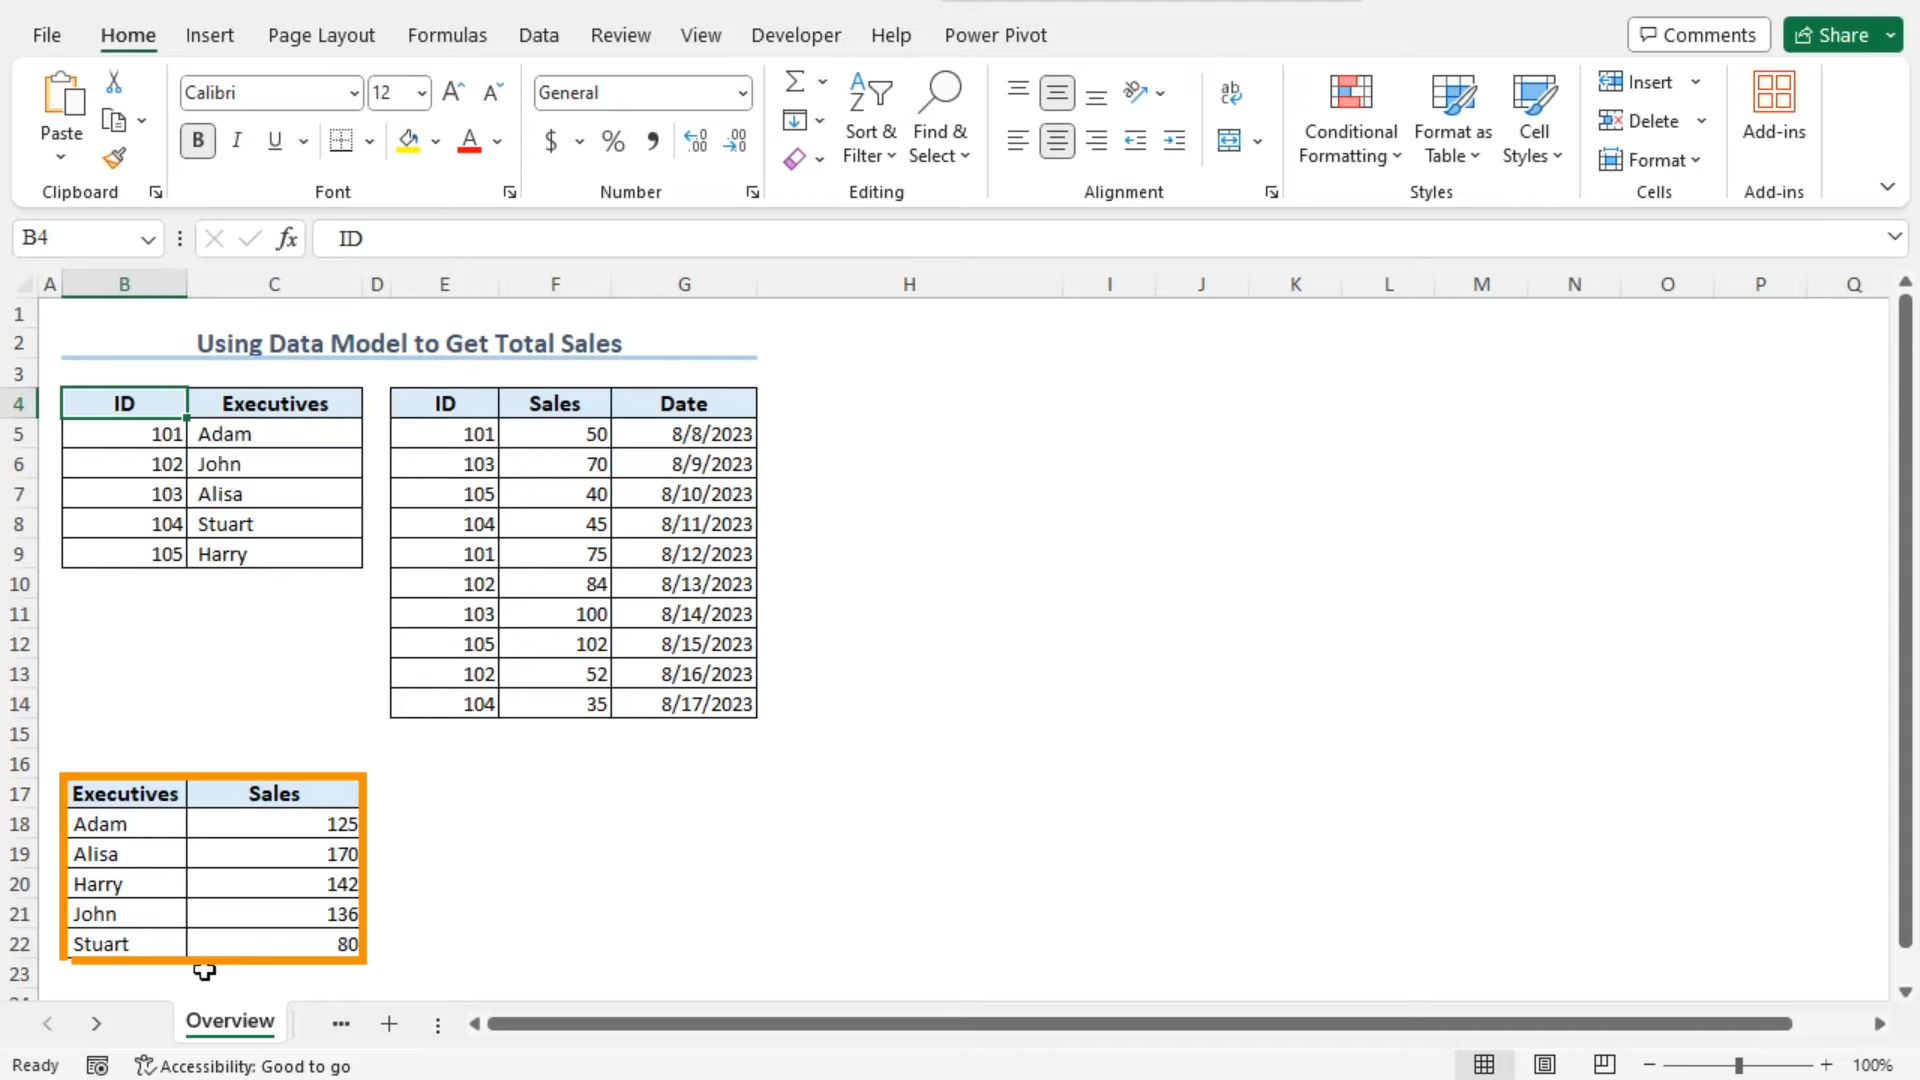 File Home Insert Page Layout Formulas Data Review View Developer Help Power Pivot Comments Share
Calibri 12 General
Paste B I U A $ % Sort & Filter Find & Select ab Conditional Formatting Format as Table Cell Styles Insert Delete Format Add-ins
Clipboard Font Number Editing Alignment Styles Cells Add-ins
B4 fx ID
A B C D E F G H I J K L M N O P Q
1
2 Using Data Model to Get Total Sales
3
4 ID Executives ID Sales Date
5 101 Adam 101 50 8/8/2023
6 102 John 103 70 8/9/2023
7 103 Alisa 105 40 8/10/2023
8 104 Stuart 104 45 8/11/2023
9 105 Harry 101 75 8/12/2023
10 102 84 8/13/2023
11 103 100 8/14/2023
12 105 102 8/15/2023
13 102 52 8/16/2023
14 104 35 8/17/2023
15
16
17 Executives Sales
18 Adam 125
19 Alisa 170
20 Harry 142
21 John 136
22 Stuart 80
23
Overview
Ready Accessibility: Good to go 100%